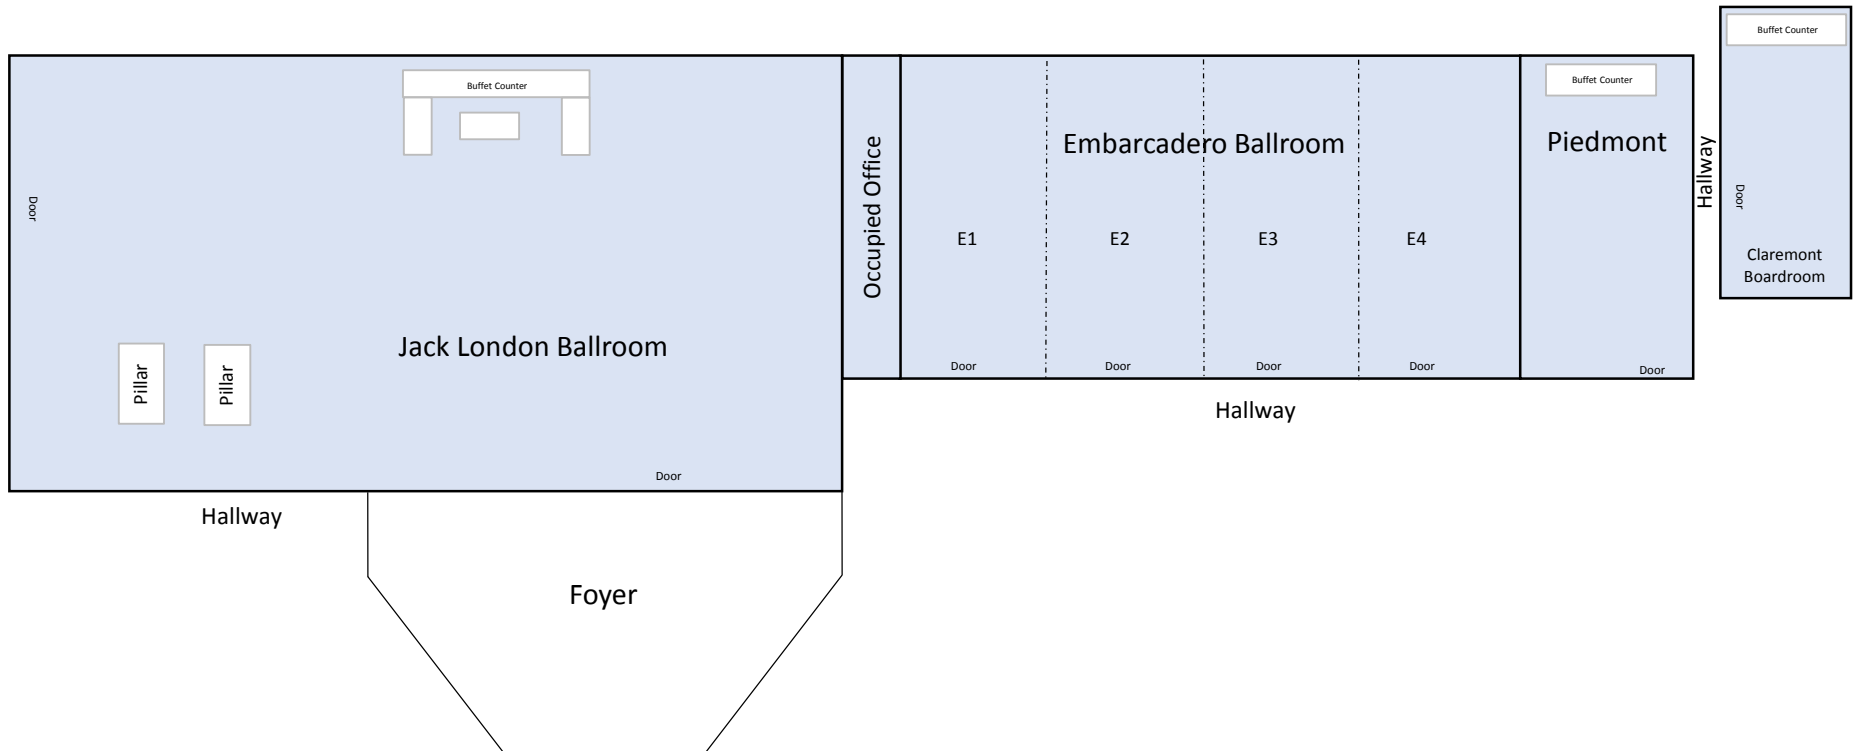 Buffet Counter
Door
Pillar
Pillar
Jack London Ballroom
Door
Hallway
Foyer
Occupied Office
Embarcadero Ballroom
E1
E2
E3
E4
Door
Door
Door
Door
Hallway
Buffet Counter
Piedmont
Door
Hallway
Buffet Counter
Door
Claremont
Boardroom